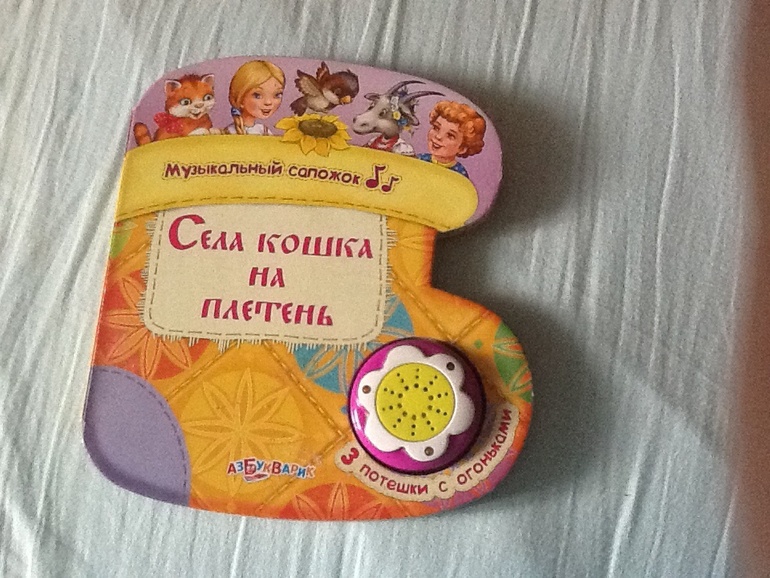 Музыкальный сапожок
Села кошка
на
плетень
АЗБУКВАРИК
3 потешки с огоньками